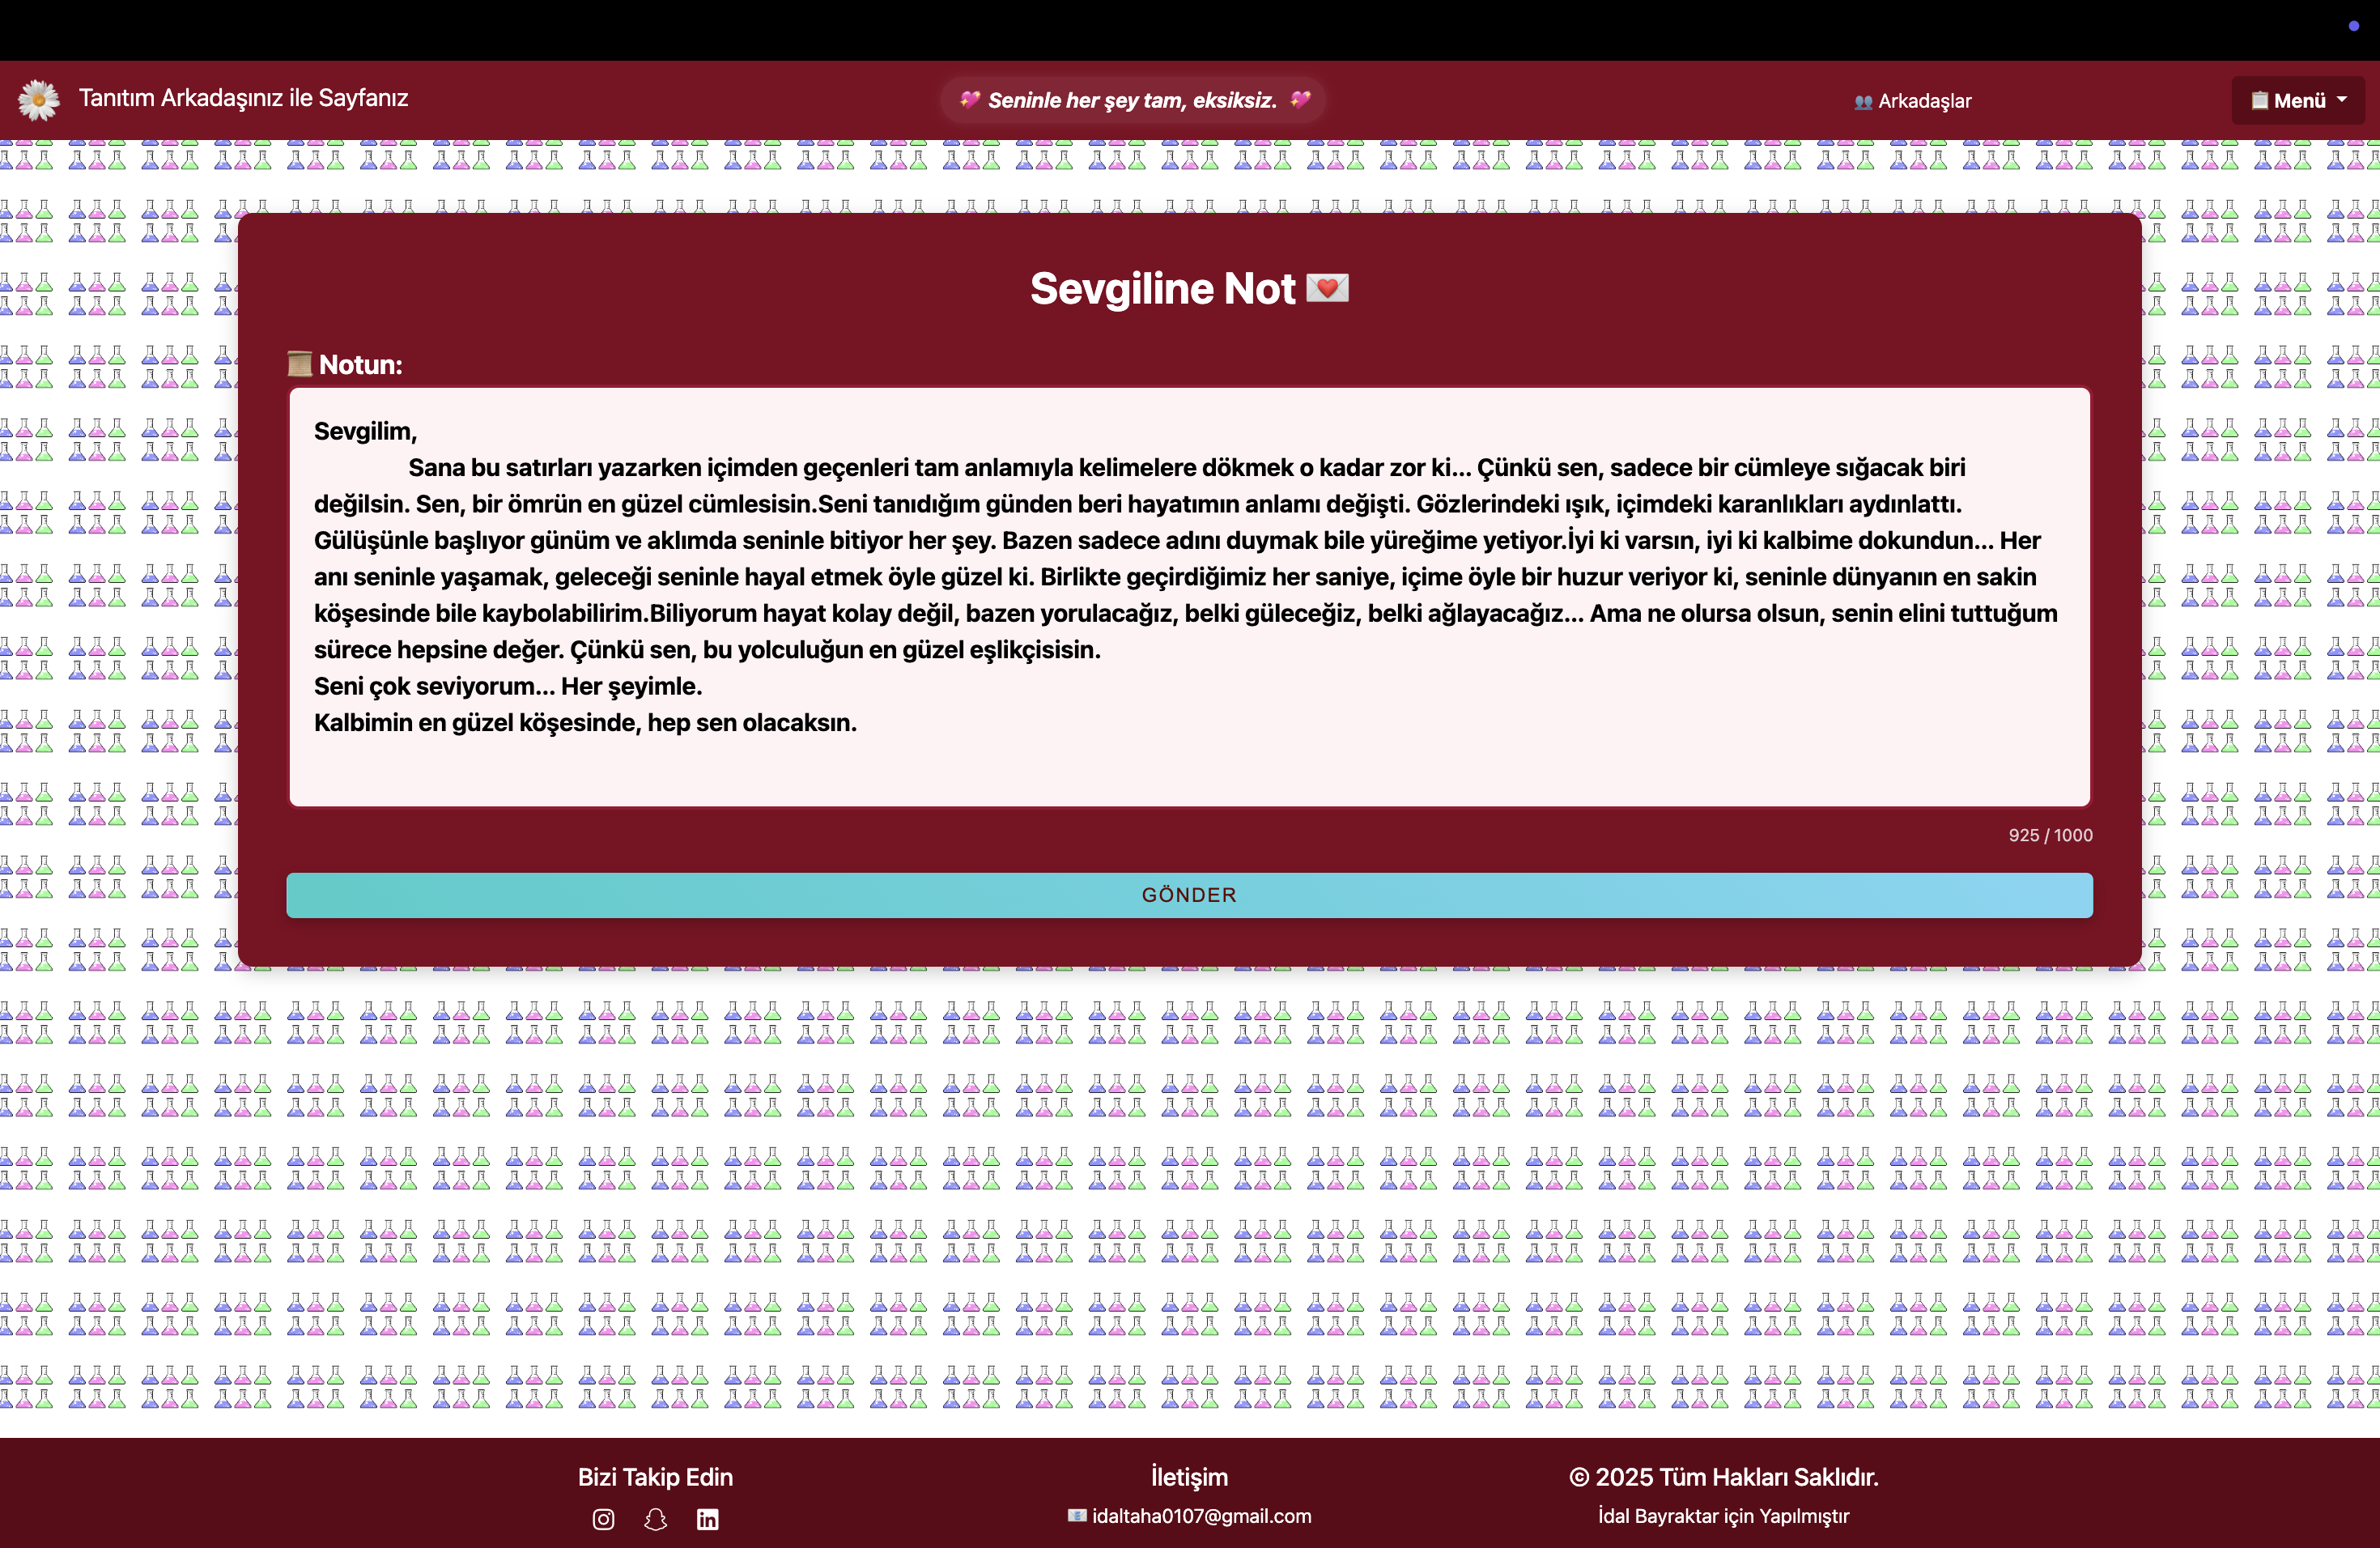 Tanıtım Arkadaşınız ile Sayfanız
💖 Seninle her şey tam, eksiksiz. 💖
👥 Arkadaşlar
📋 Menü
Sevgiline Not 💌
📜 Notun:
Sevgilim,
Sana bu satırları yazarken içimden geçenleri tam anlamıyla kelimelere dökmek o kadar zor ki... Çünkü sen, sadece bir cümleye sığacak biri
değilsin. Sen, bir ömrün en güzel cümlesisin.Seni tanıdığım günden beri hayatımın anlamı değişti. Gözlerindeki ışık, içimdeki karanlıkları aydınlattı.
Gülüşünle başlıyor günüm ve aklımda seninle bitiyor her şey. Bazen sadece adını duymak bile yüreğime yetiyor.İyi ki varsın, iyi ki kalbime dokundun... Her
anı seninle yaşamak, geleceği seninle hayal etmek öyle güzel ki. Birlikte geçirdiğimiz her saniye, içime öyle bir huzur veriyor ki, seninle dünyanın en sakin
köşesinde bile kaybolabilirim.Biliyorum hayat kolay değil, bazen yorulacağız, belki güleceğiz, belki ağlayacağız... Ama ne olursa olsun, senin elini tuttuğum
sürece hepsine değer. Çünkü sen, bu yolculuğun en güzel eşlikçisisin.
Seni çok seviyorum... Her şeyimle.
Kalbimin en güzel köşesinde, hep sen olacaksın.
925 / 1000
GÖNDER
Bizi Takip Edin
İletişim
📧 idaltaha0107@gmail.com
© 2025 Tüm Hakları Saklıdır.
İdal Bayraktar için Yapılmıştır